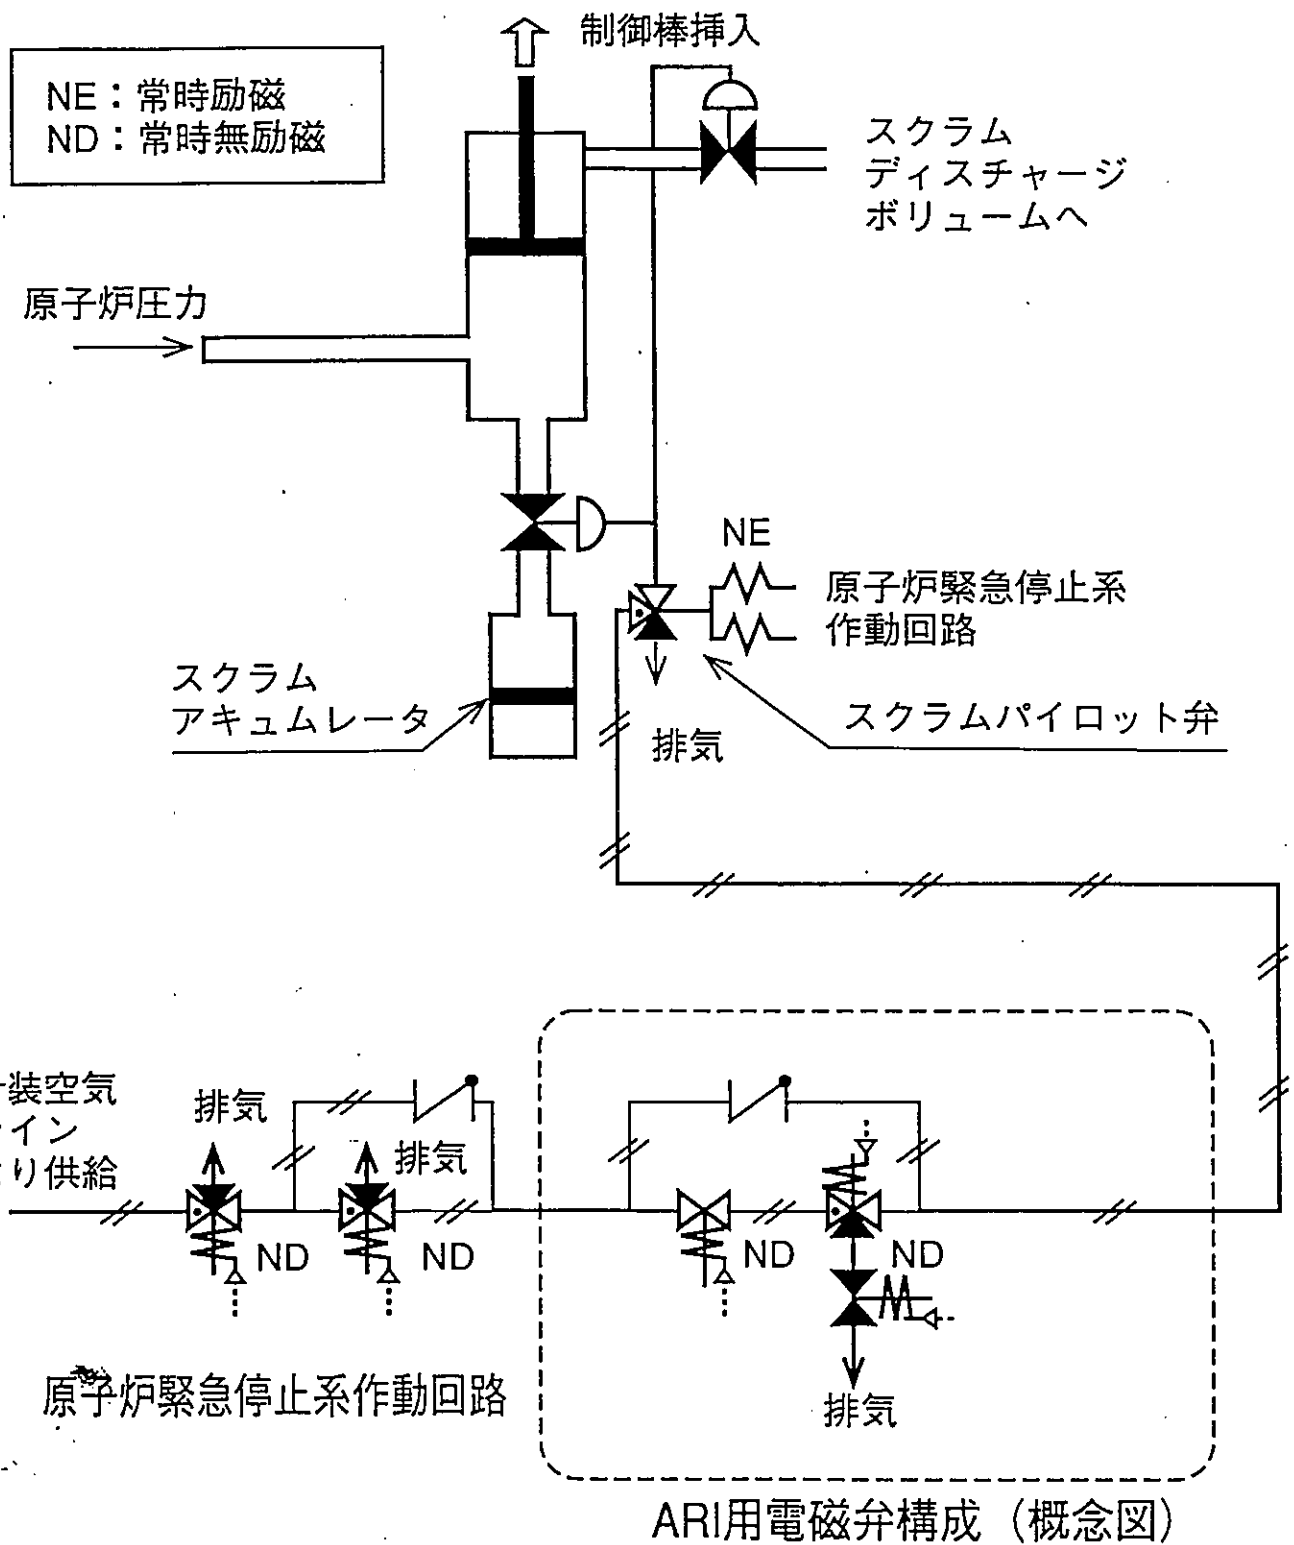 制御棒挿入
NE：常時励磁
ND：常時無励磁
スクラム
ディスチャージ
ボリュームへ
原子炉圧力
NE
原子炉緊急停止系
作動回路
スクラム
アキュムレータ
スクラムパイロット弁
排気
装空気
イン
り供給
排気
排気
ND
ND
ND
ND
排気
原子炉緊急停止系作動回路
ARI用電磁弁構成（概念図）